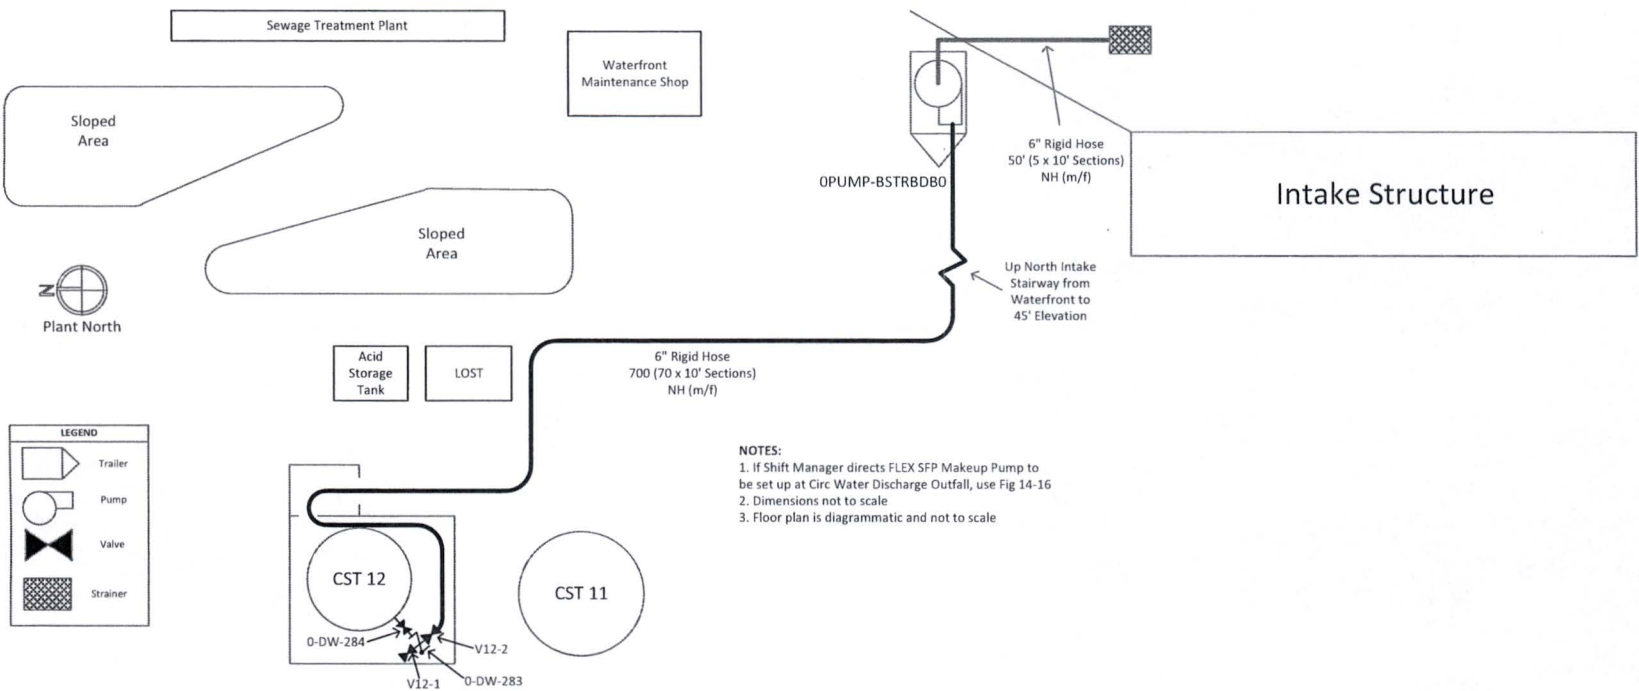 Sewage Treatment Plant
Waterfront
Maintenance Shop
Sloped
Area
6" Rigid Hose
50' (5 x 10' Sections)
NH (m/f)
0PUMP-BSTRBDB0
Intake Structure
Sloped
Area
N
Plant North
Up North Intake
Stairway from
Waterfront to
45' Elevation
Acid
Storage
Tank
LOST
6" Rigid Hose
700 (70 x 10' Sections)
NH (m/f)
LEGEND
Trailer
Pump
Valve
Strainer
NOTES:
1. If Shift Manager directs FLEX SFP Makeup Pump to
be set up at Circ Water Discharge Outfall, use Fig 14-16
2. Dimensions not to scale
3. Floor plan is diagrammatic and not to scale
CST 12
CST 11
0-DW-284
V12-2
V12-1
0-DW-283